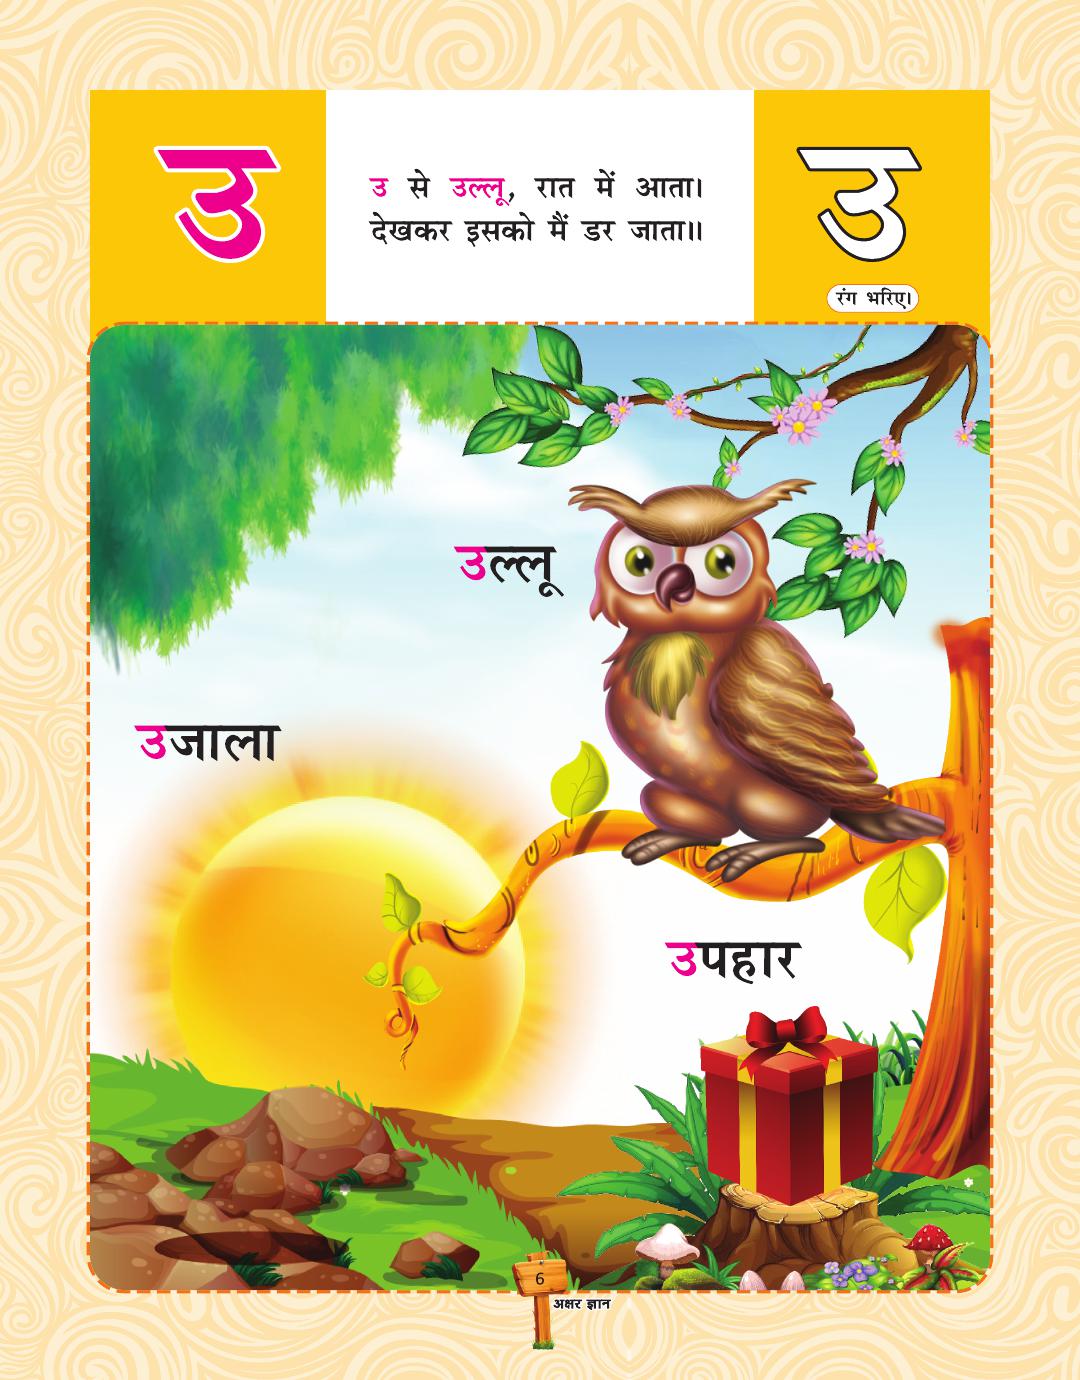 उ
उ से उल्लू, रात में आता।
देखकर इसको मैं डर जाता॥
उ
रंग भरिए।
उल्लू
उजाला
उपहार
6
अक्षर ज्ञान